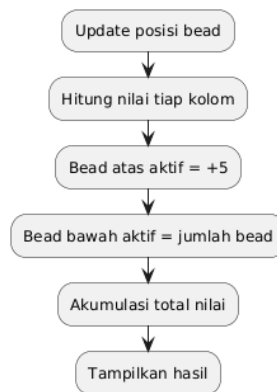 Update posisi bead
Hitung nilai tiap kolom
Bead atas aktif = +5
Bead bawah aktif = jumlah bead
Akumulasi total nilai
Tampilkan hasil